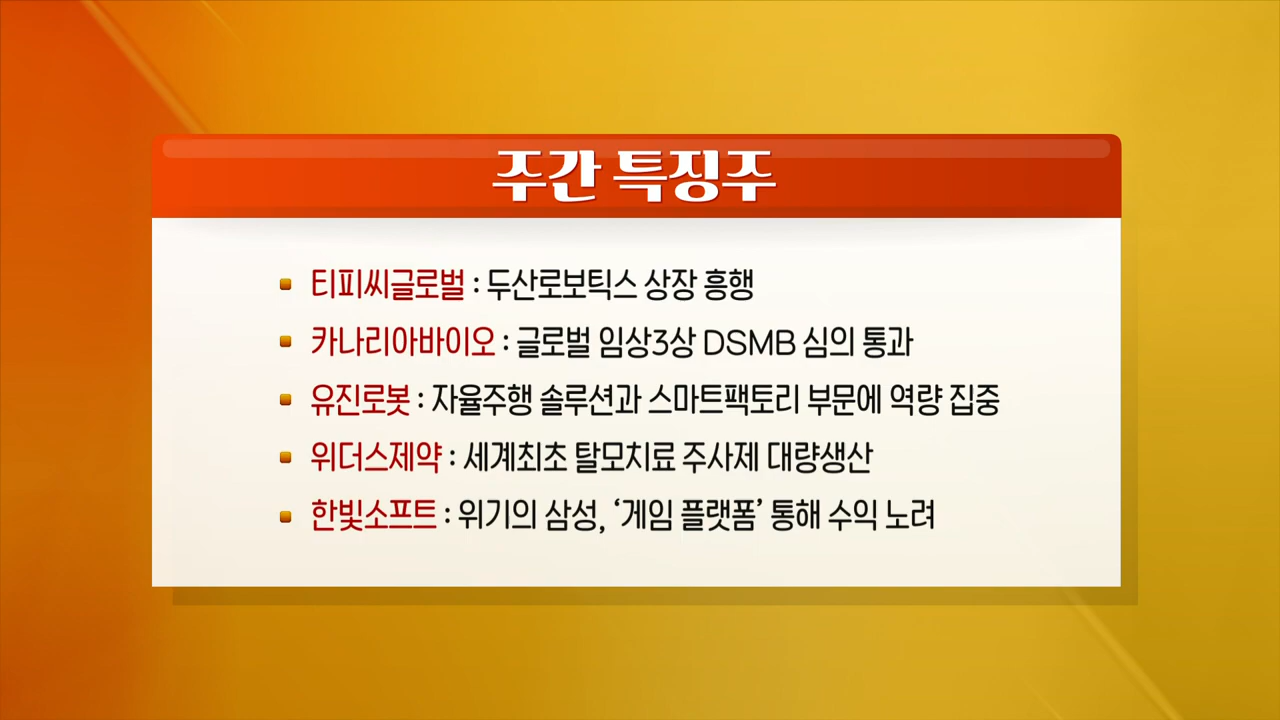 주간 특징주
티피씨글로벌 : 두산로보틱스 상장 흥행
카나리아바이오 : 글로벌 임상3상 DSMB 심의 통과
유진로봇 : 자율주행 솔루션과 스마트팩토리 부문에 역량 집중
위더스제약 : 세계최초 탈모치료 주사제 대량생산
한빛소프트 : 위기의 삼성, ‘게임 플랫폼’ 통해 수익 노려